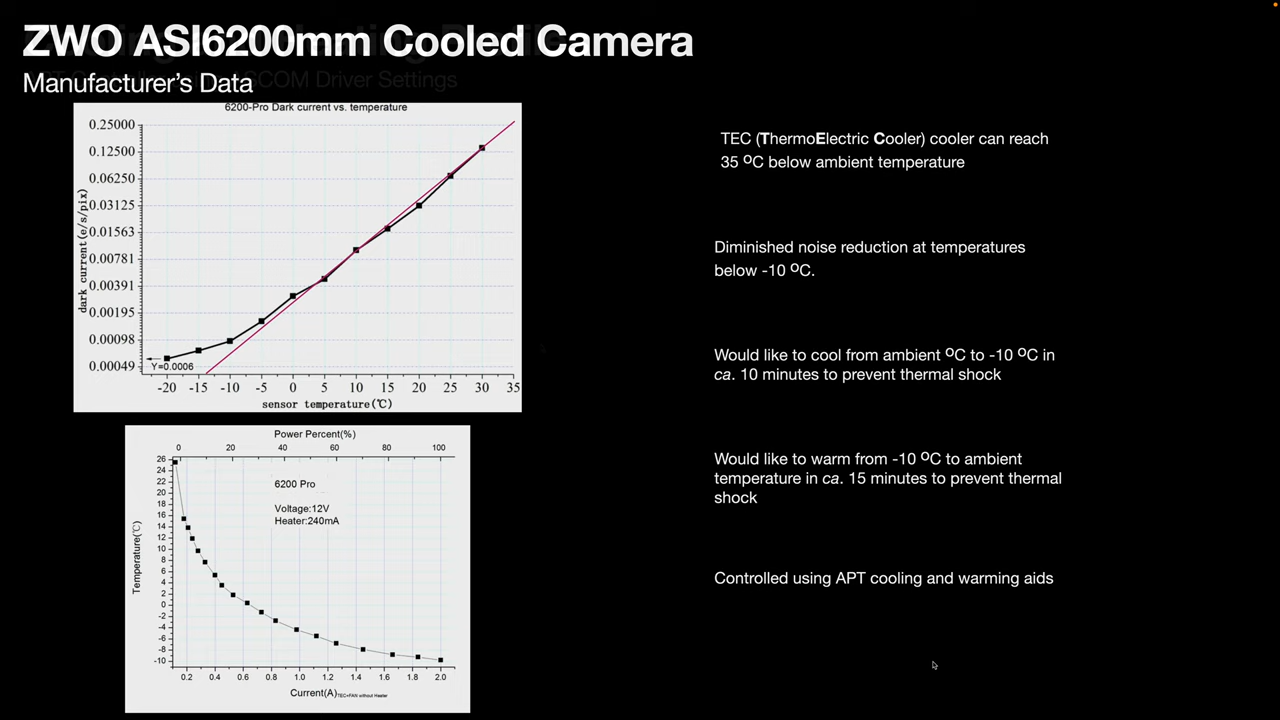 ZWO ASI6200mm Cooled Camera
Manufacturer's Data
SCOM Driver Settings
6200-Pro Dark current vs. temperature
0.25000
0.12500
0.06250
0.03125
0.01563
0.00781
0.00391
0.00195
0.00098
0.00049
dark current(e/s/pix)
Y=0.0006
-20 -15 -10 -5 0 5 10 15 20 25 30 35
sensor temperature(℃)
Power Percent(%)
0 20 40 60 80 100
26
24
22
20
18
16
14
12
10
8
6
4
2
0
-2
-4
-6
-8
-10
Temperature(℃)
6200 Pro
Voltage:12V
Heater:240mA
0.2 0.4 0.6 0.8 1.0 1.2 1.4 1.6 1.8 2.0
Current(A)TEC+FAN without Heater
TEC (ThermoElectric Cooler) cooler can reach
35 ºC below ambient temperature
Diminished noise reduction at temperatures
below -10 ºC.
Would like to cool from ambient ºC to -10 ºC in
ca. 10 minutes to prevent thermal shock
Would like to warm from -10 ºC to ambient
temperature in ca. 15 minutes to prevent thermal
shock
Controlled using APT cooling and warming aids